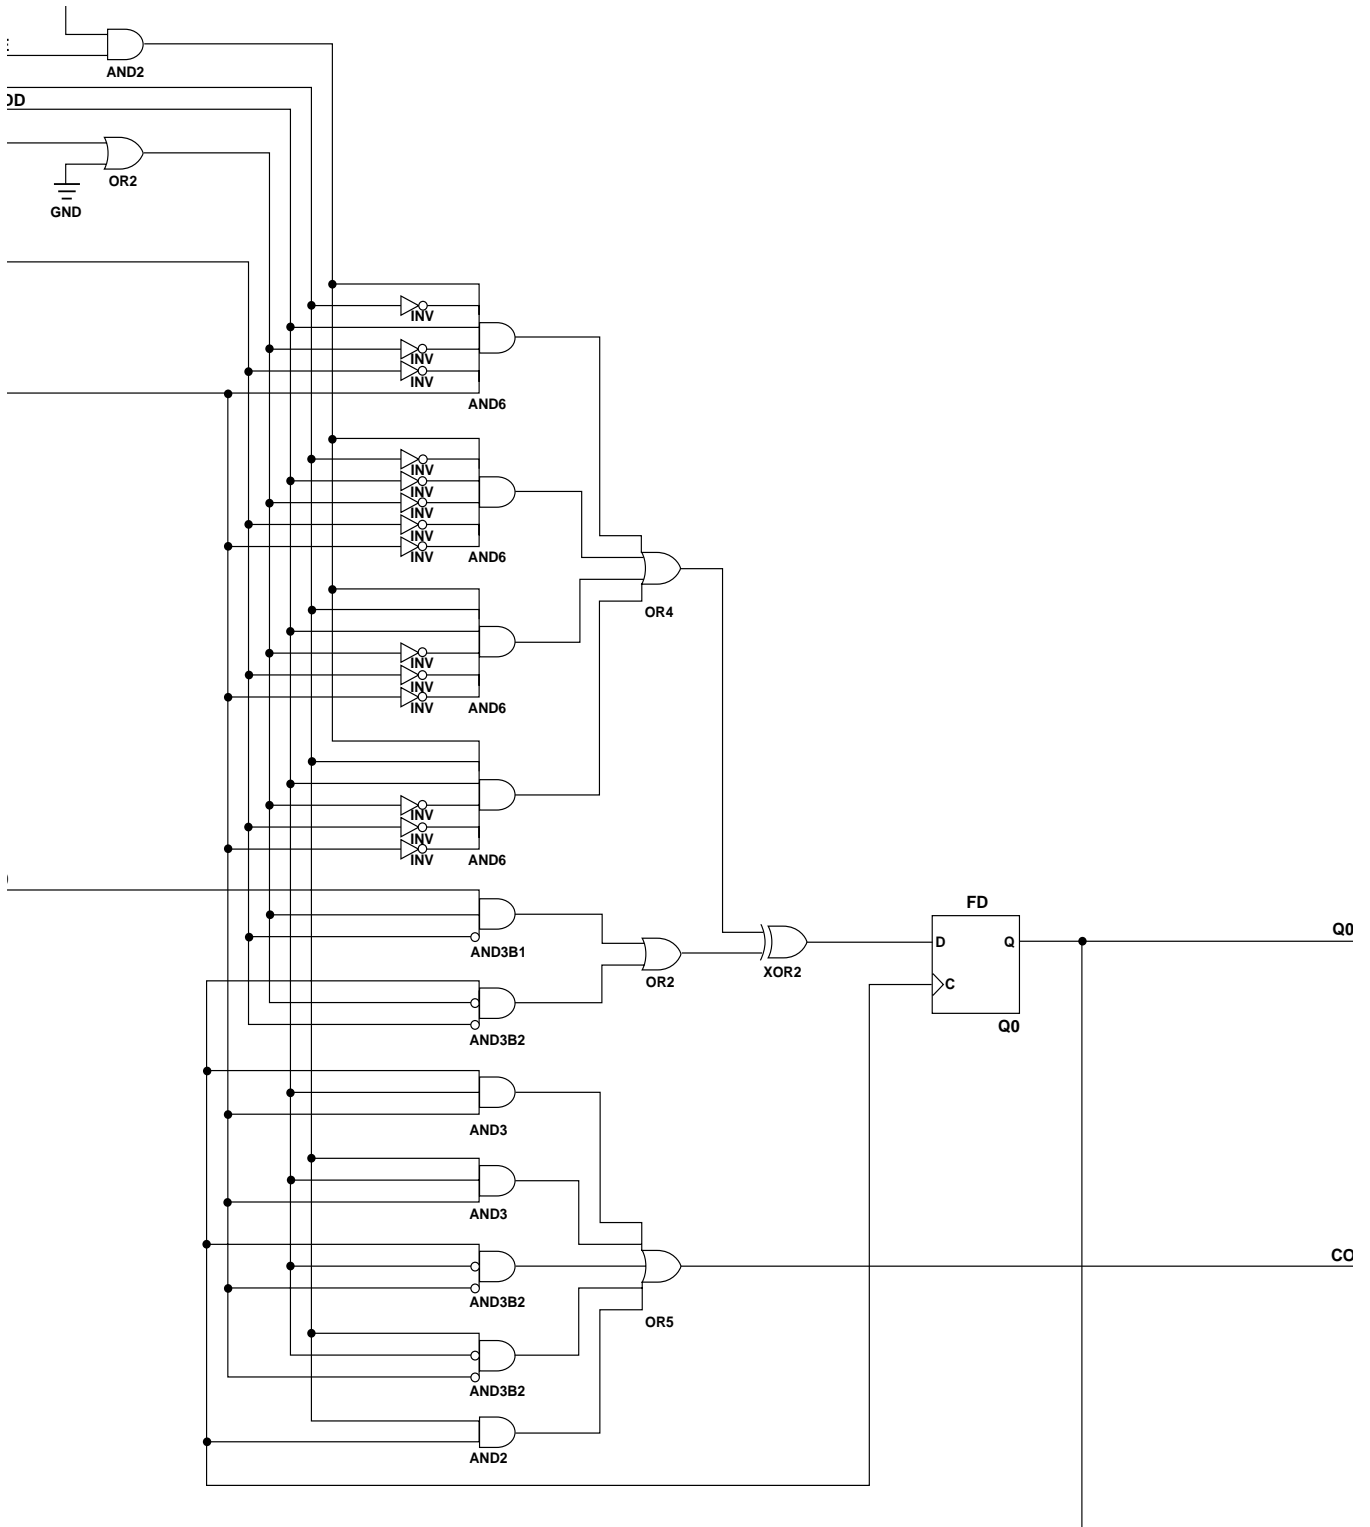 AND2
DD
OR2
GND
INV
INV
INV
AND6
INV
INV
INV
INV
INV
AND6
OR4
INV
INV
INV
AND6
INV
INV
INV
AND6
AND3B1
OR2
XOR2
FD
D
Q
C
Q0
Q0
AND3B2
AND3
AND3
CO
AND3B2
OR5
AND3B2
AND2